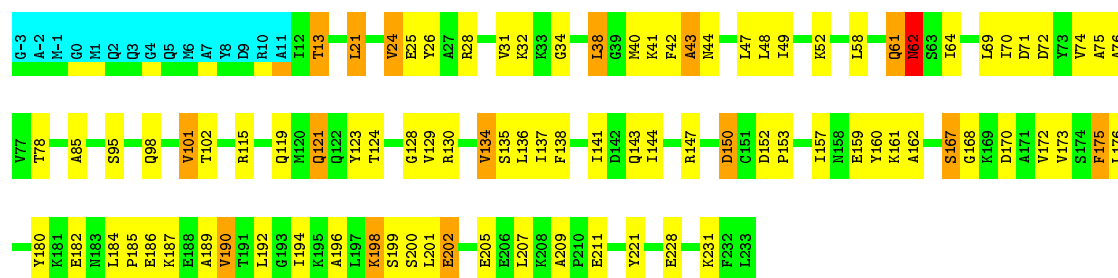 G-3 A-2 M-1 G0 M1 Q2 Q3 G4 Q5 M6 A7 Y8 D9 R10 A11 I12 T13 L21 V24 E25 Y26 A27 R28 V31 K32 K33 G34 L38 G39 M40 K41 F42 A43 N44 L47 L48 I49 K52 L58 Q61 N62 S63 I64 L69 I70 D71 D72 Y73 V74 A75 A76
V77 T78 A85 S95 Q98 V101 T102 R115 Q119 M120 Q121 Q122 Y123 T124 G128 V129 R130 V134 S135 L136 I137 F138 I141 D142 Q143 I144 R147 D150 C151 D152 P153 I157 N158 E159 Y160 K161 A162 S167 G168 K169 D170 A171 V172 V173 S174 F175 L176
Y180 K181 E182 N183 L184 P185 E186 K187 E188 A189 V190 T191 L192 G193 I194 K195 A196 L197 K198 S199 S200 L201 E202 E205 E206 L207 K208 A209 P210 E211 Y221 E228 K231 F232 L233